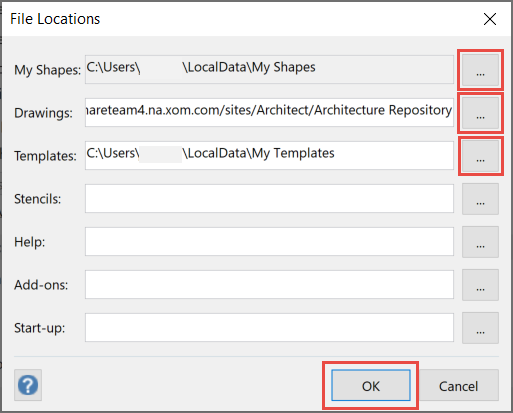 File Locations
My Shapes: C:\Users\ \LocalData\My Shapes ...
Drawings: hareteam4.na.xom.com/sites/Architect/Architecture Repository ...
Templates: C:\Users\ \LocalData\My Templates ...
Stencils: ...
Help: ...
Add-ons: ...
Start-up: ...
? OK Cancel